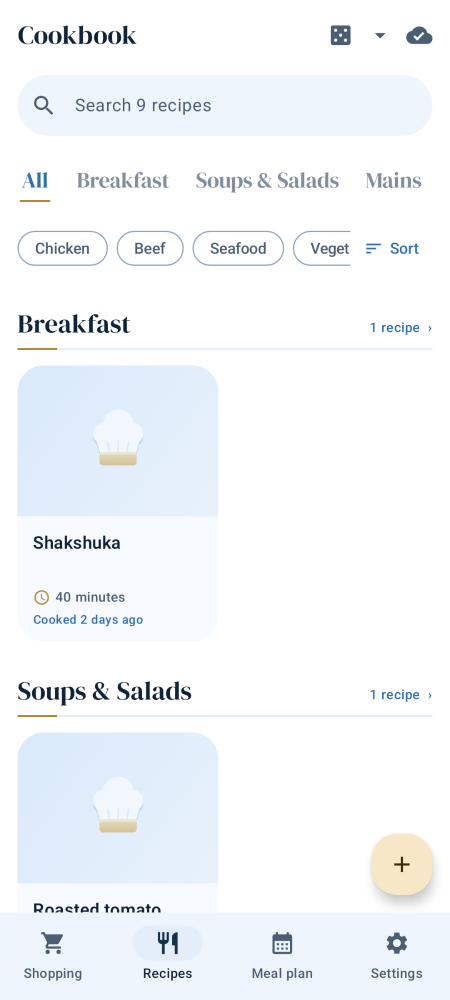 Cookbook
Search 9 recipes
All Breakfast Soups & Salads Mains
Chicken Beef Seafood Veget Sort
Breakfast 1 recipe ›
Shakshuka
40 minutes
Cooked 2 days ago
Soups & Salads 1 recipe ›
Roasted tomato
Shopping Recipes Meal plan Settings